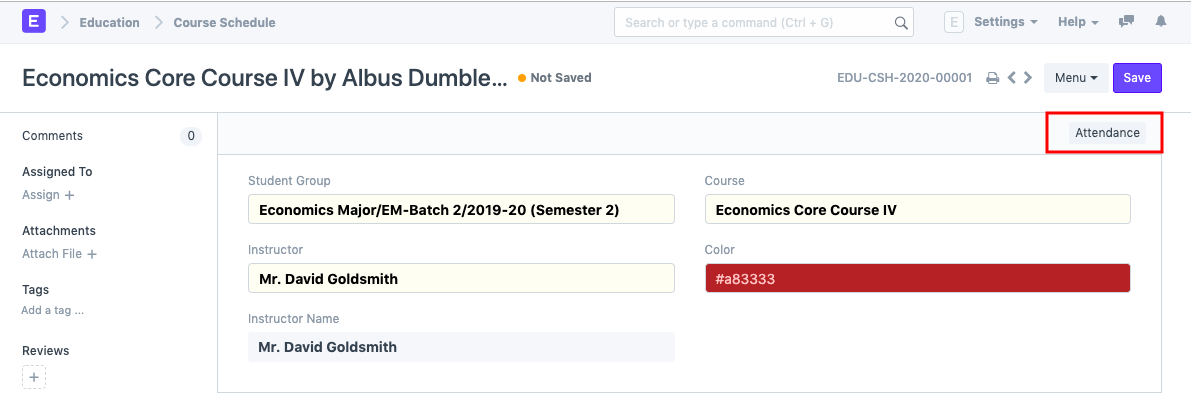 E Education Course Schedule Search or type a command (Ctrl + G) E Settings Help
Economics Core Course IV by Albus Dumble... Not Saved EDU-CSH-2020-00001 Menu Save
Comments 0 Attendance
Assigned To
Assign +
Attachments
Attach File +
Tags
Add a tag ...
Reviews
+
Student Group
Economics Major/EM-Batch 2/2019-20 (Semester 2)
Instructor
Mr. David Goldsmith
Instructor Name
Mr. David Goldsmith
Course
Economics Core Course IV
Color
#a83333